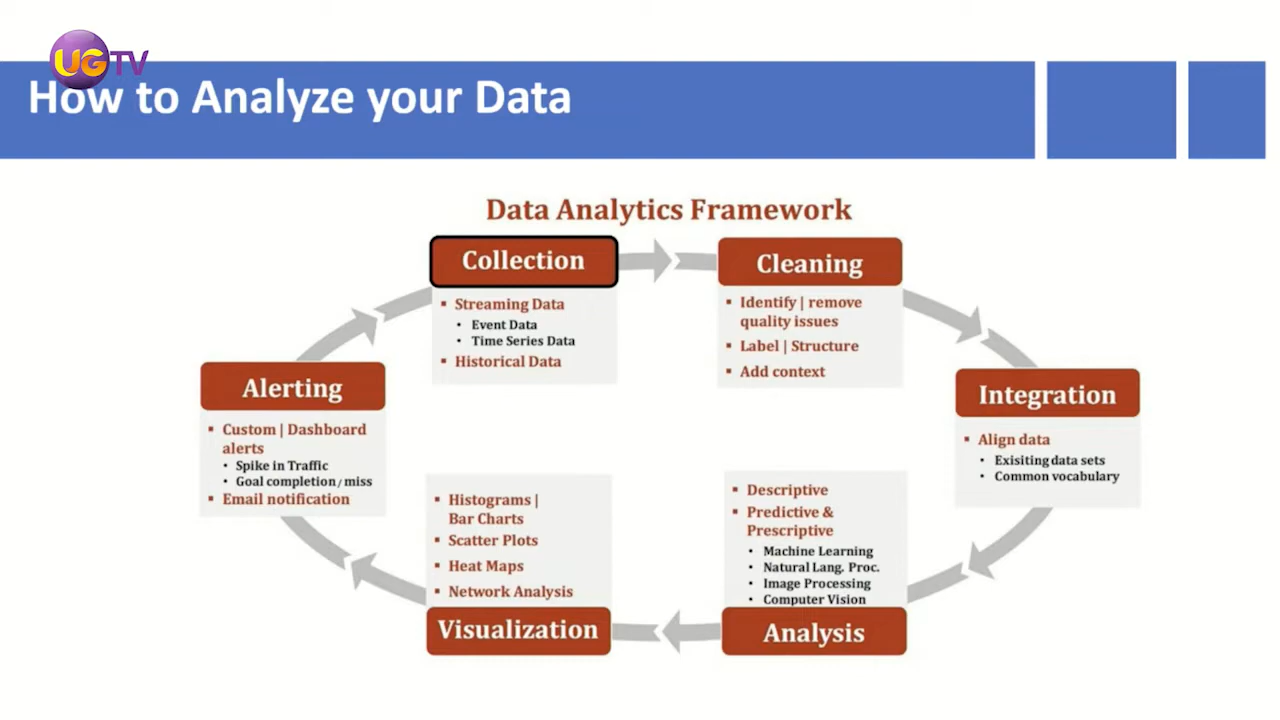 UGTV
How to Analyze your Data
Data Analytics Framework
Collection
▪ Streaming Data
• Event Data
• Time Series Data
▪ Historical Data
Cleaning
▪ Identify | remove
quality issues
▪ Label | Structure
▪ Add context
Integration
▪ Align data
• Exisiting data sets
• Common vocabulary
▪ Descriptive
▪ Predictive &
Prescriptive
• Machine Learning
• Natural Lang. Proc.
• Image Processing
• Computer Vision
Analysis
▪ Histograms |
Bar Charts
▪ Scatter Plots
▪ Heat Maps
▪ Network Analysis
Visualization
Alerting
▪ Custom | Dashboard
alerts
• Spike in Traffic
• Goal completion / miss
▪ Email notification